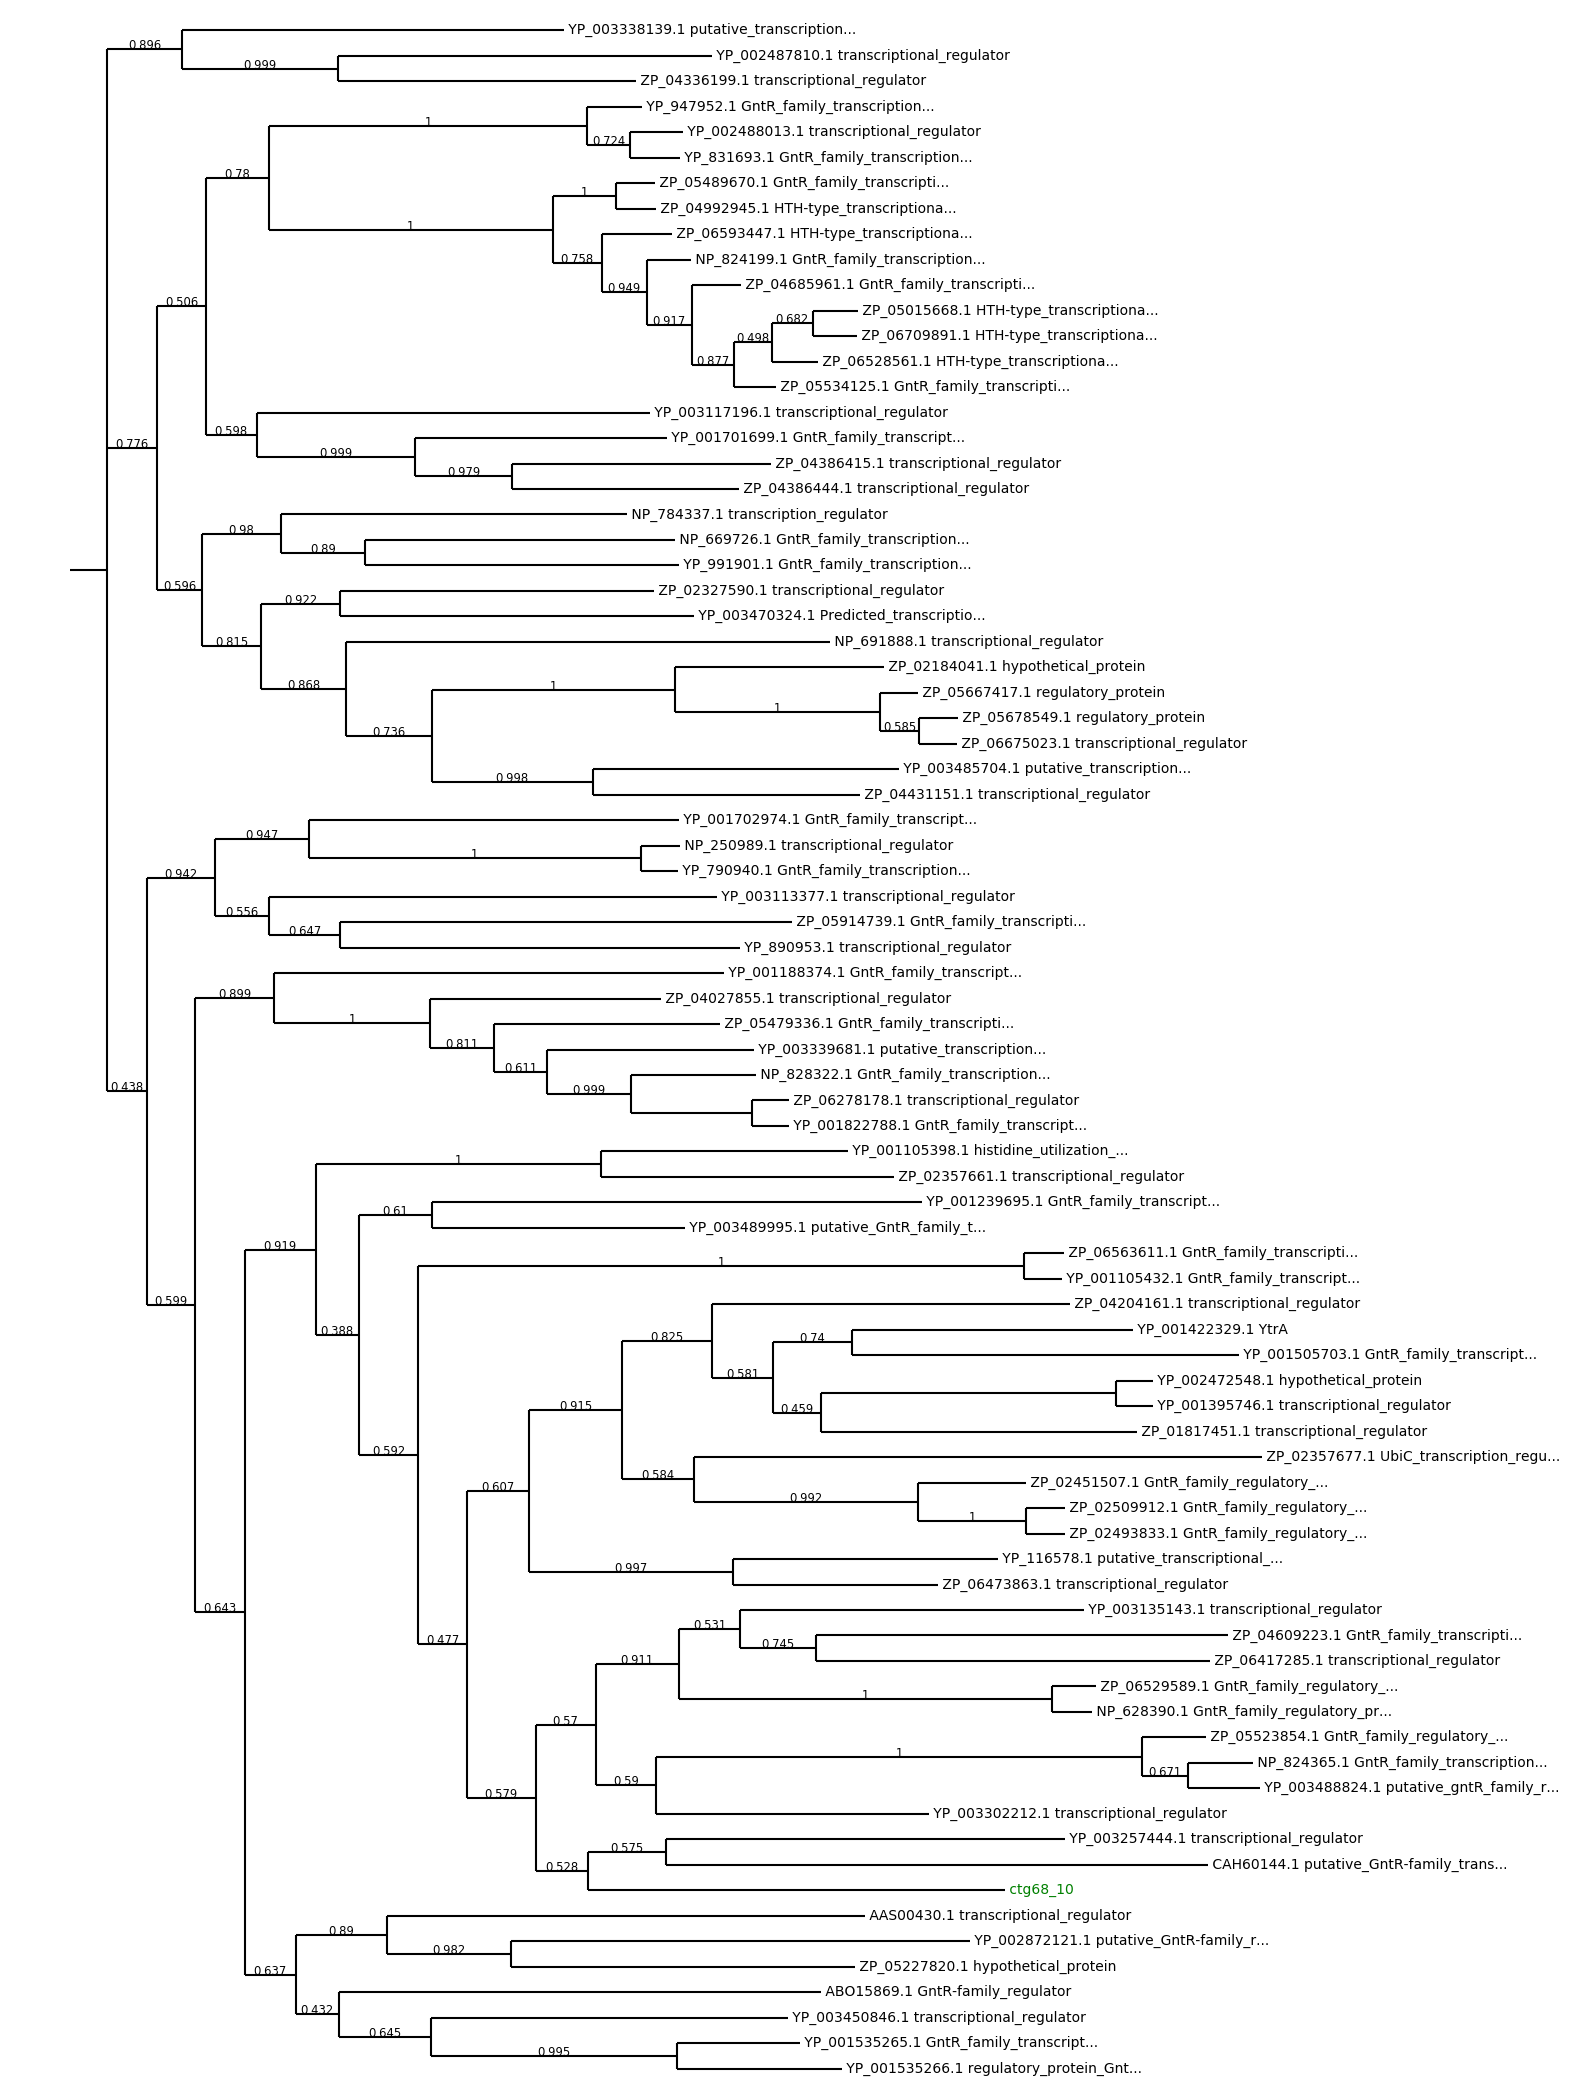 YP_003338139.1 putative_transcription...
0.896
YP_002487810.1 transcriptional_regulator
0.999
ZP_04336199.1 transcriptional_regulator
YP_947952.1 GntR_family_transcription...
1
YP_002488013.1 transcriptional_regulator
0.724
YP_831693.1 GntR_family_transcription...
0.78
ZP_05489670.1 GntR_family_transcripti...
1
ZP_04992945.1 HTH-type_transcriptiona...
1
ZP_06593447.1 HTH-type_transcriptiona...
0.758
NP_824199.1 GntR_family_transcription...
0.949
ZP_04685961.1 GntR_family_transcripti...
0.506
ZP_05015668.1 HTH-type_transcriptiona...
0.682
0.917
ZP_06709891.1 HTH-type_transcriptiona...
0.498
ZP_06528561.1 HTH-type_transcriptiona...
0.877
ZP_05534125.1 GntR_family_transcripti...
YP_003117196.1 transcriptional_regulator
0.598
YP_001701699.1 GntR_family_transcript...
0.776
0.999
ZP_04386415.1 transcriptional_regulator
0.979
ZP_04386444.1 transcriptional_regulator
NP_784337.1 transcription_regulator
0.98
NP_669726.1 GntR_family_transcription...
0.89
YP_991901.1 GntR_family_transcription...
0.596
ZP_02327590.1 transcriptional_regulator
0.922
YP_003470324.1 Predicted_transcriptio...
0.815
NP_691888.1 transcriptional_regulator
ZP_02184041.1 hypothetical_protein
0.868
1
ZP_05667417.1 regulatory_protein
1
ZP_05678549.1 regulatory_protein
0.585
0.736
ZP_06675023.1 transcriptional_regulator
YP_003485704.1 putative_transcription...
0.998
ZP_04431151.1 transcriptional_regulator
YP_001702974.1 GntR_family_transcript...
0.947
NP_250989.1 transcriptional_regulator
1
YP_790940.1 GntR_family_transcription...
0.942
YP_003113377.1 transcriptional_regulator
0.556
ZP_05914739.1 GntR_family_transcripti...
0.647
YP_890953.1 transcriptional_regulator
YP_001188374.1 GntR_family_transcript...
0.899
ZP_04027855.1 transcriptional_regulator
1
ZP_05479336.1 GntR_family_transcripti...
0.811
YP_003339681.1 putative_transcription...
0.611
NP_828322.1 GntR_family_transcription...
0.438
0.999
ZP_06278178.1 transcriptional_regulator
YP_001822788.1 GntR_family_transcript...
YP_001105398.1 histidine_utilization_...
1
ZP_02357661.1 transcriptional_regulator
YP_001239695.1 GntR_family_transcript...
0.61
YP_003489995.1 putative_GntR_family_t...
0.919
ZP_06563611.1 GntR_family_transcripti...
1
YP_001105432.1 GntR_family_transcript...
0.599
ZP_04204161.1 transcriptional_regulator
0.388
YP_001422329.1 YtrA
0.825
0.74
YP_001505703.1 GntR_family_transcript...
0.581
YP_002472548.1 hypothetical_protein
0.915
YP_001395746.1 transcriptional_regulator
0.459
ZP_01817451.1 transcriptional_regulator
0.592
ZP_02357677.1 UbiC_transcription_regu...
0.584
ZP_02451507.1 GntR_family_regulatory_...
0.607
0.992
ZP_02509912.1 GntR_family_regulatory_...
1
ZP_02493833.1 GntR_family_regulatory_...
YP_116578.1 putative_transcriptional_...
0.997
ZP_06473863.1 transcriptional_regulator
0.643
YP_003135143.1 transcriptional_regulator
0.531
ZP_04609223.1 GntR_family_transcripti...
0.477
0.745
ZP_06417285.1 transcriptional_regulator
0.911
ZP_06529589.1 GntR_family_regulatory_...
1
NP_628390.1 GntR_family_regulatory_pr...
0.57
ZP_05523854.1 GntR_family_regulatory_...
1
NP_824365.1 GntR_family_transcription...
0.671
0.59
YP_003488824.1 putative_gntR_family_r...
0.579
YP_003302212.1 transcriptional_regulator
YP_003257444.1 transcriptional_regulator
0.575
CAH60144.1 putative_GntR-family_trans...
0.528
ctg68_10
AAS00430.1 transcriptional_regulator
0.89
YP_002872121.1 putative_GntR-family_r...
0.982
ZP_05227820.1 hypothetical_protein
0.637
ABO15869.1 GntR-family_regulator
0.432
YP_003450846.1 transcriptional_regulator
0.645
YP_001535265.1 GntR_family_transcript...
0.995
YP_001535266.1 regulatory_protein_Gnt...